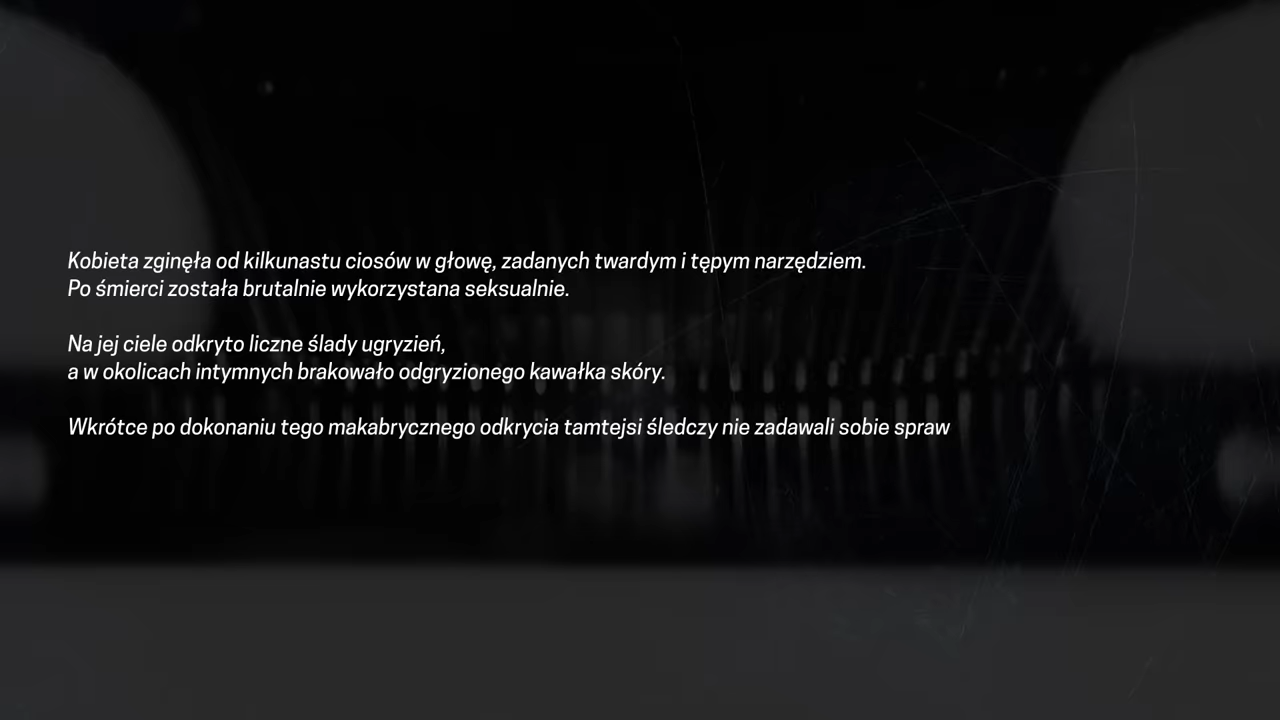 Kobieta zginęła od kilkunastu ciosów w głowę, zadanych twardym i tępym narzędziem.
Po śmierci została brutalnie wykorzystana seksualnie.
Na jej ciele odkryto liczne ślady ugryzień,
a w okolicach intymnych brakowało odgryzionego kawałka skóry.
Wkrótce po dokonaniu tego makabrycznego odkrycia tamtejsi śledczy nie zadawali sobie spraw